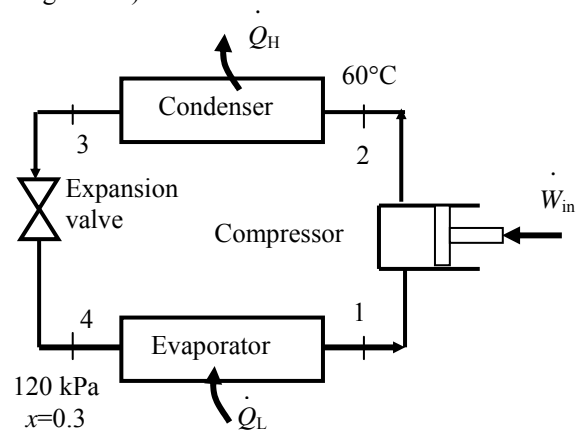 Q̇H
60°C
Condenser
3
2
Expansion
valve
Ẇin
Compressor
4
1
Evaporator
120 kPa
x=0.3
Q̇L